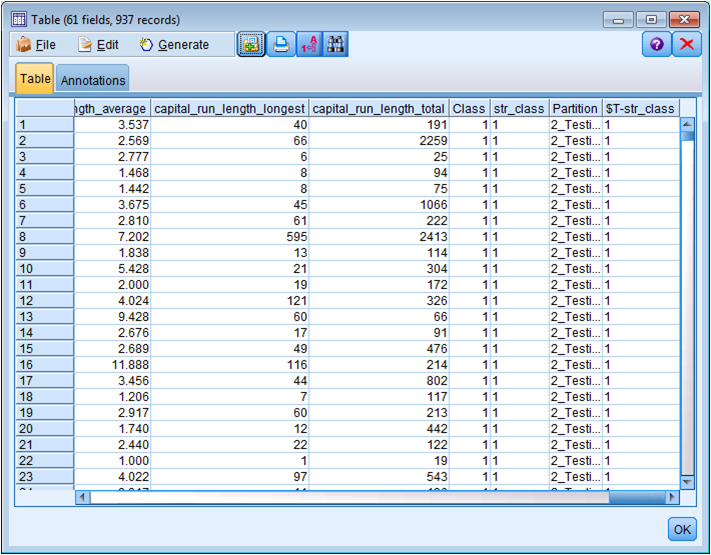 Table (61 fields, 937 records)
File Edit Generate
Table Annotations
ngth_average capital_run_length_longest capital_run_length_total Class str_class Partition $T-str_class
1 3.537 40 191 1 1 2_Testi... 1
2 2.569 66 2259 1 1 2_Testi... 1
3 2.777 6 25 1 1 2_Testi... 1
4 1.468 8 94 1 1 2_Testi... 1
5 1.442 8 75 1 1 2_Testi... 1
6 3.675 45 1066 1 1 2_Testi... 1
7 2.810 61 222 1 1 2_Testi... 1
8 7.202 595 2413 1 1 2_Testi... 1
9 1.838 13 114 1 1 2_Testi... 1
10 5.428 21 304 1 1 2_Testi... 1
11 2.000 19 172 1 1 2_Testi... 1
12 4.024 121 326 1 1 2_Testi... 1
13 9.428 60 66 1 1 2_Testi... 1
14 2.676 17 91 1 1 2_Testi... 1
15 2.689 49 476 1 1 2_Testi... 1
16 11.888 116 214 1 1 2_Testi... 1
17 3.456 44 802 1 1 2_Testi... 1
18 1.206 7 117 1 1 2_Testi... 1
19 2.917 60 213 1 1 2_Testi... 1
20 1.740 12 442 1 1 2_Testi... 1
21 2.440 22 122 1 1 2_Testi... 1
22 1.000 1 19 1 1 2_Testi... 1
23 4.022 97 543 1 1 2_Testi... 1
OK